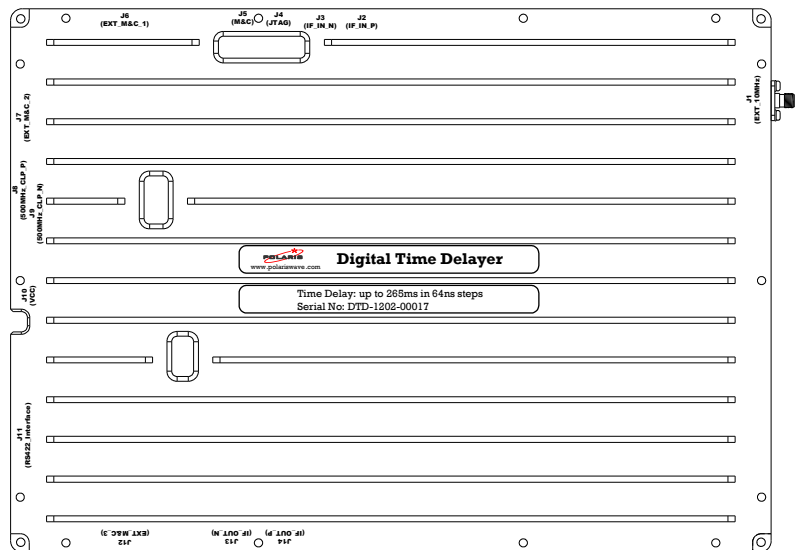 J6
(EXT_M&C_1)
J5
(M&C)
J4
(JTAG)
J3
(IF_IN_N)
J2
(IF_IN_P)
J1
(EXT_10MHz)
J7
(EXT_M&C_2)
J8
(500MHz_CLP_P)
J9
(500MHz_CLP_N)
POLARIS
www.polariswave.com
Digital Time Delayer
Time Delay: up to 265ms in 64ns steps
Serial No: DTD-1202-00017
J10
(VCC)
J11
(RS422_Interface)
J12
(EXT_M&C_3)
J13
(IF_OUT_N)
J14
(IF_OUT_P)